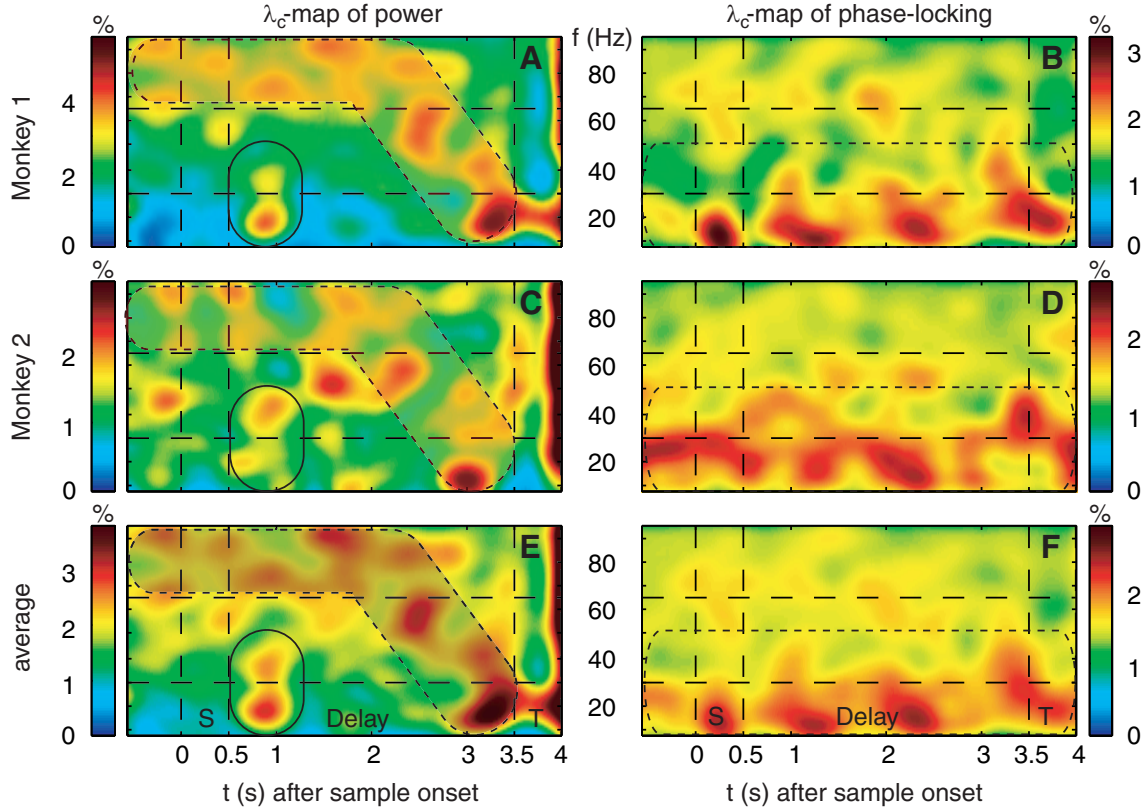 λc-map of power
λc-map of phase-locking
%
f (Hz)
%
Monkey 1
4
2
0
A
80
60
40
20
B
3
2
1
0
%
%
Monkey 2
2
1
0
C
80
60
40
20
D
3
2
1
0
%
%
average
3
2
1
0
E
S
Delay
T
80
60
40
20
F
S
Delay
T
3
2
1
0
0
0.5
1
2
3
3.5
4
0
0.5
1
2
3
3.5
4
t (s) after sample onset
t (s) after sample onset